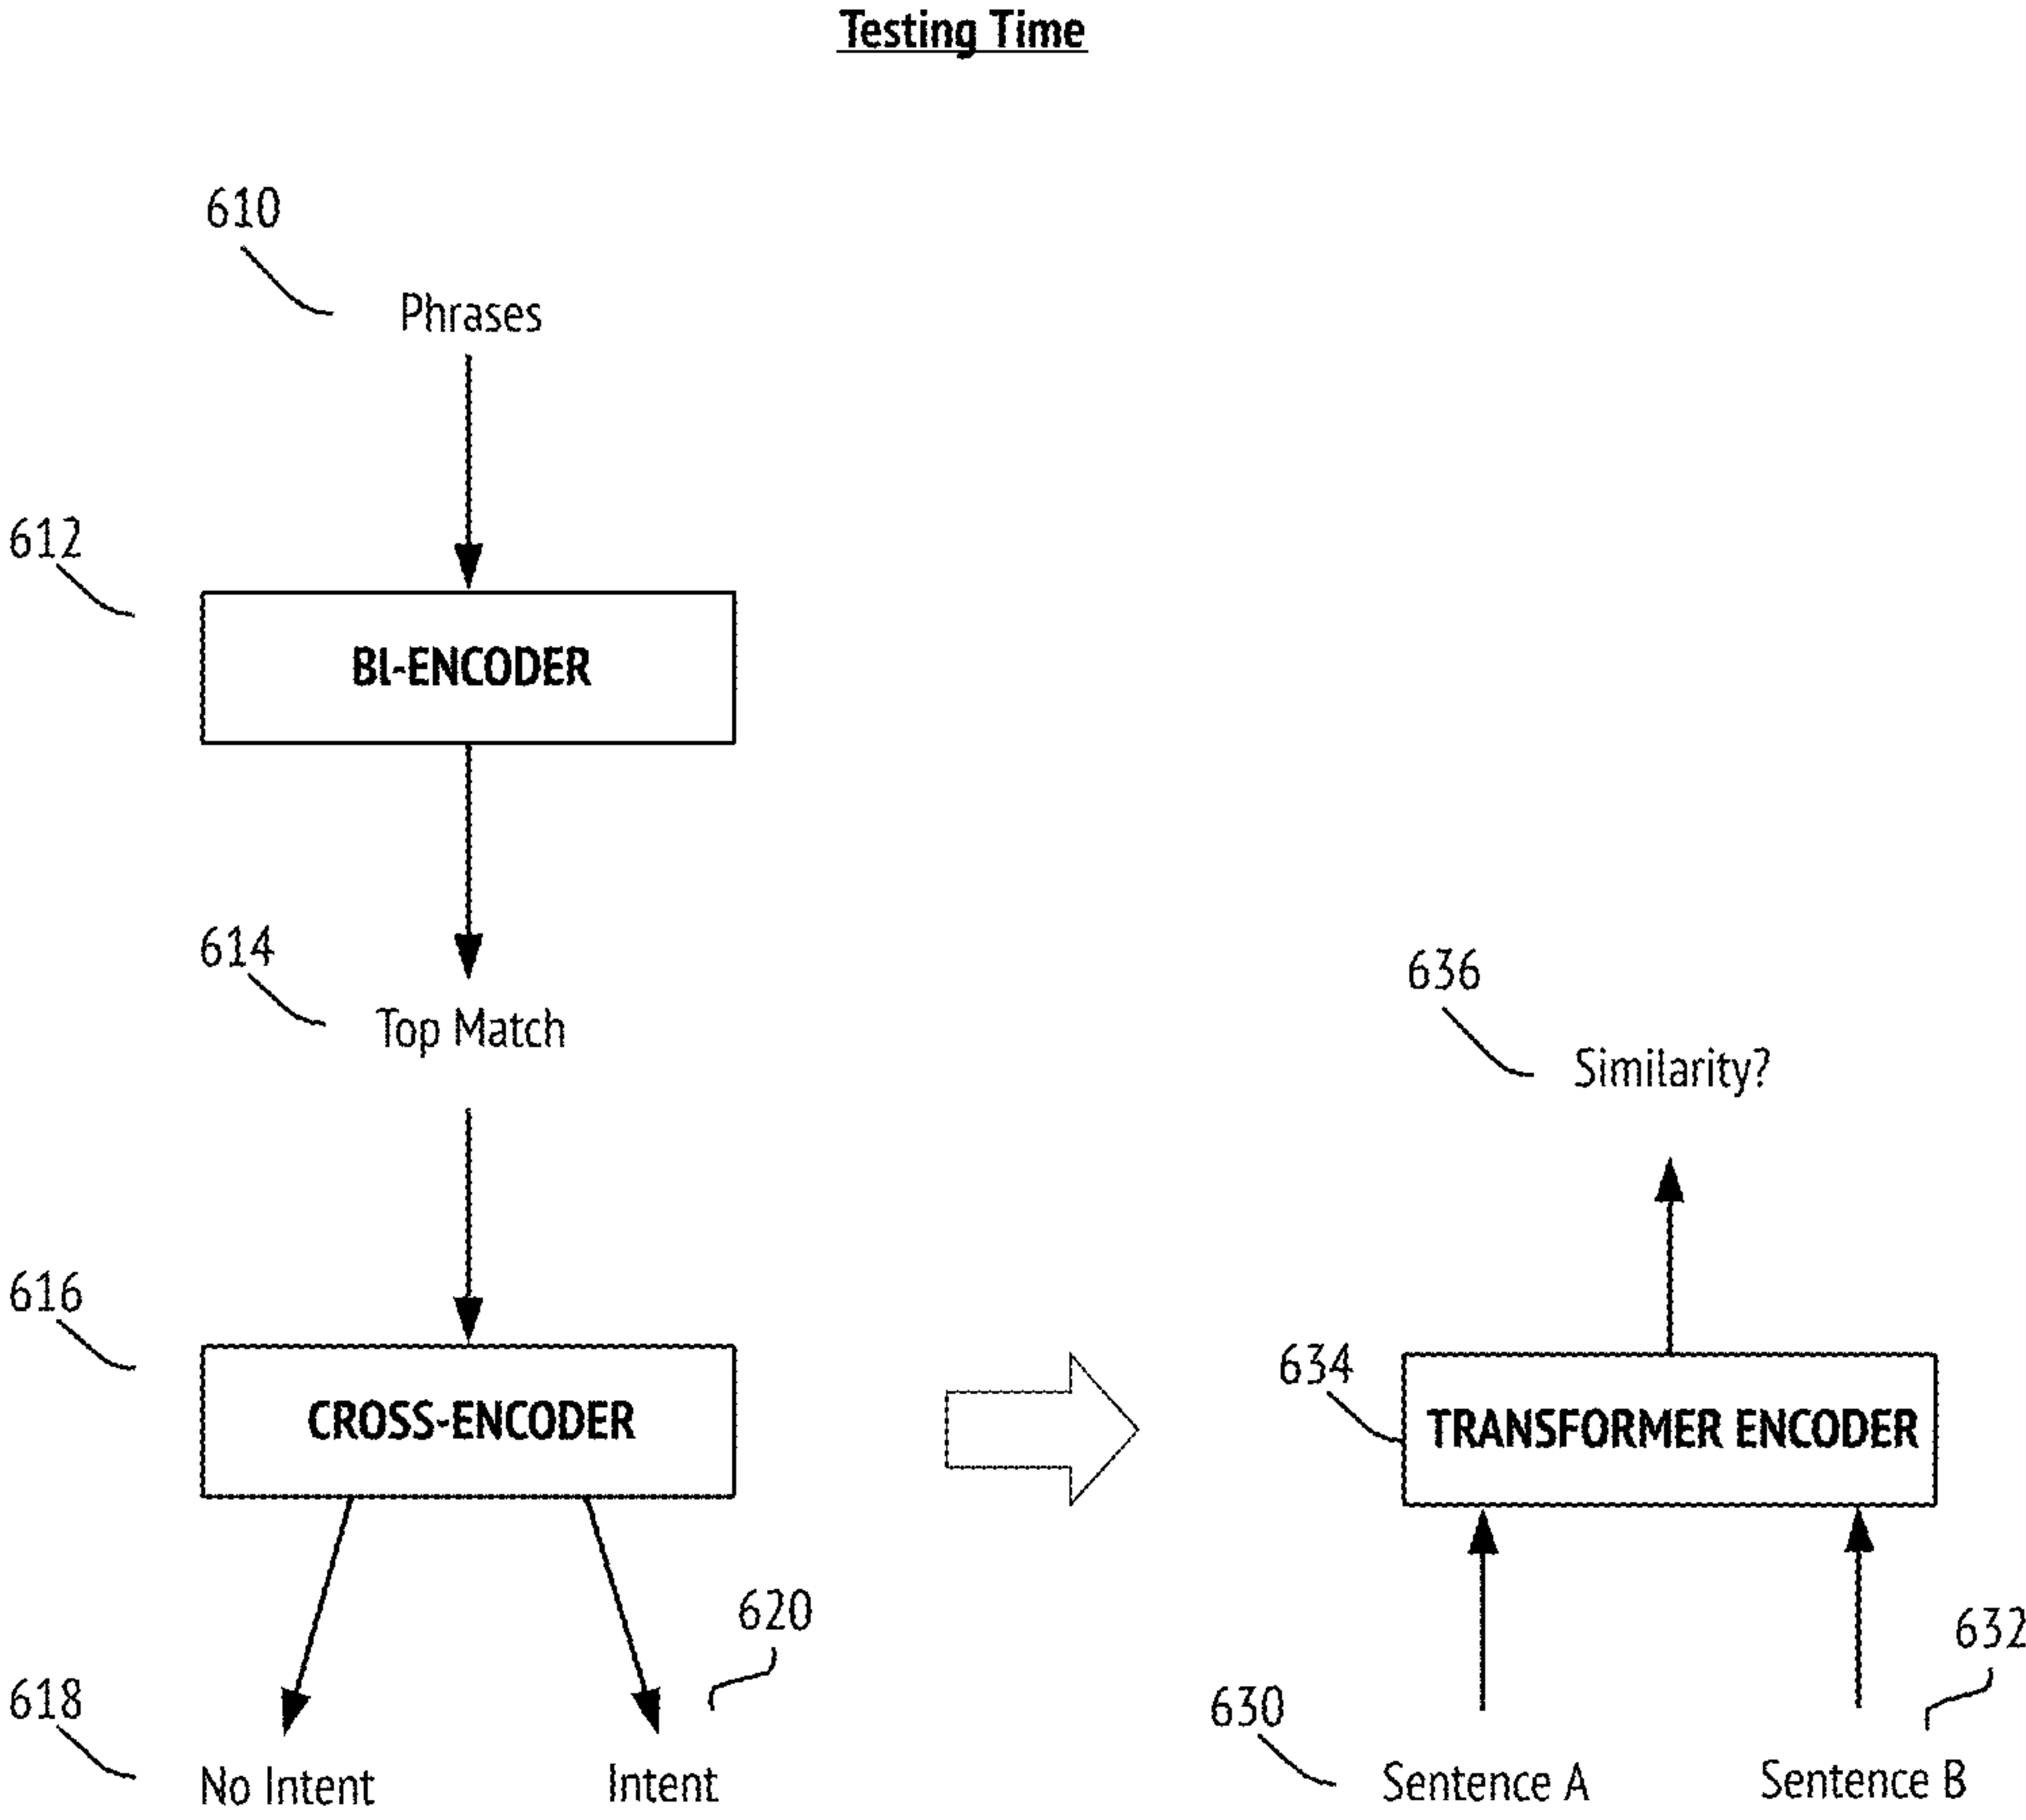 Testing Time
610
Phrases
612
BI-ENCODER
614
Top Match
636
Similarity?
616
CROSS-ENCODER
634
TRANSFORMER ENCODER
620
632
618
630
No Intent
Intent
Sentence A
Sentence B